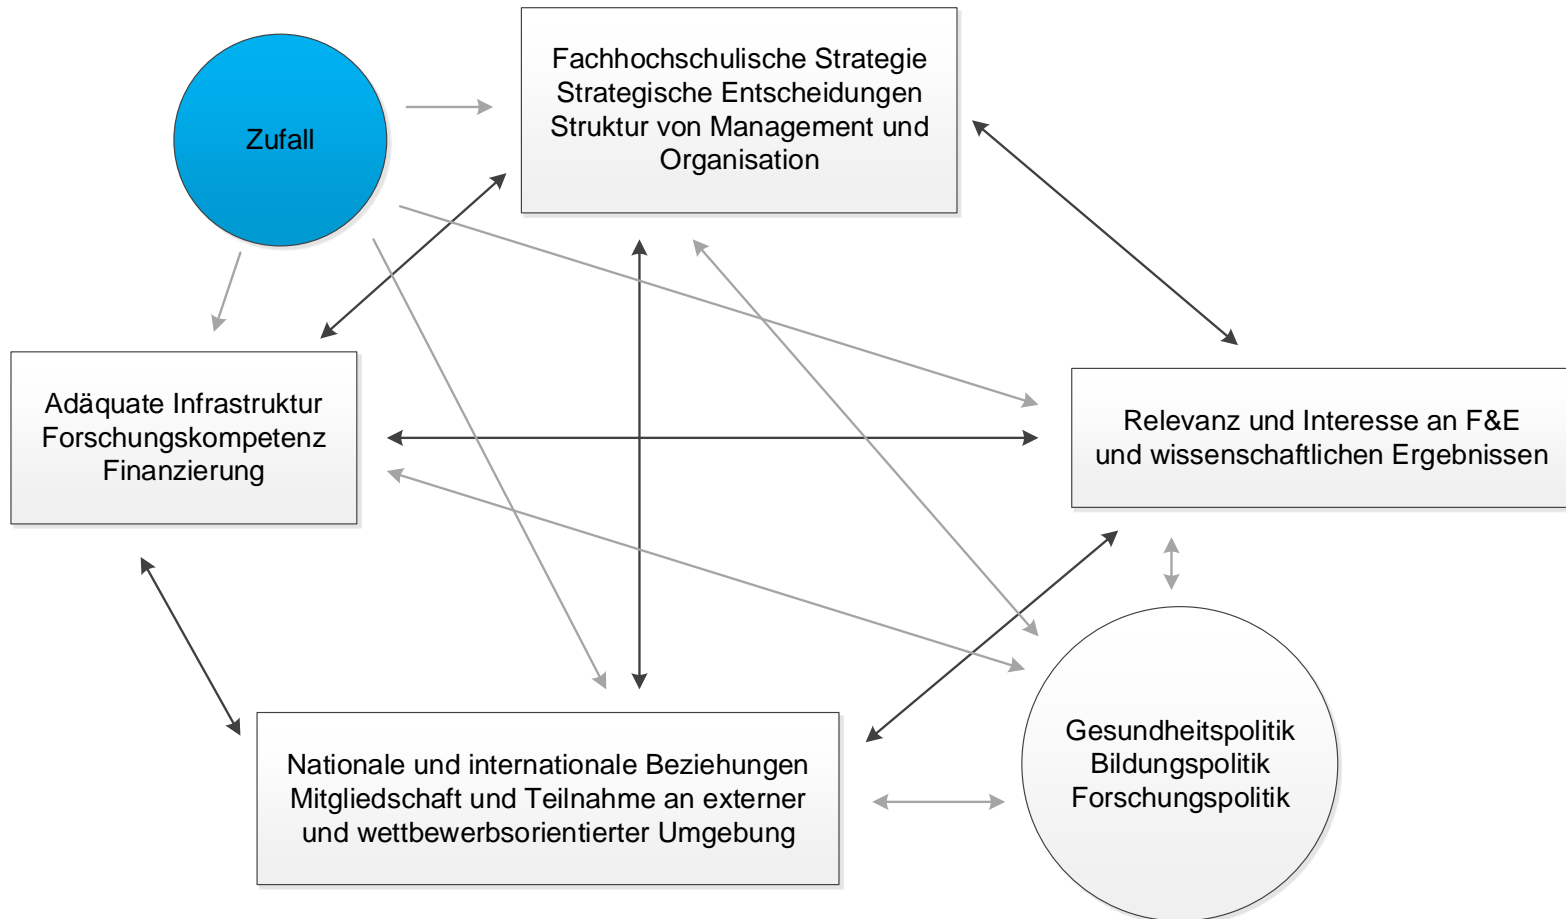 Zufall
Fachhochschulische Strategie
Strategische Entscheidungen
Struktur von Management und
Organisation
Adäquate Infrastruktur
Forschungskompetenz
Finanzierung
Relevanz und Interesse an F&E
und wissenschaftlichen Ergebnissen
Nationale und internationale Beziehungen
Mitgliedschaft und Teilnahme an externer
und wettbewerbsorientierter Umgebung
Gesundheitspolitik
Bildungspolitik
Forschungspolitik